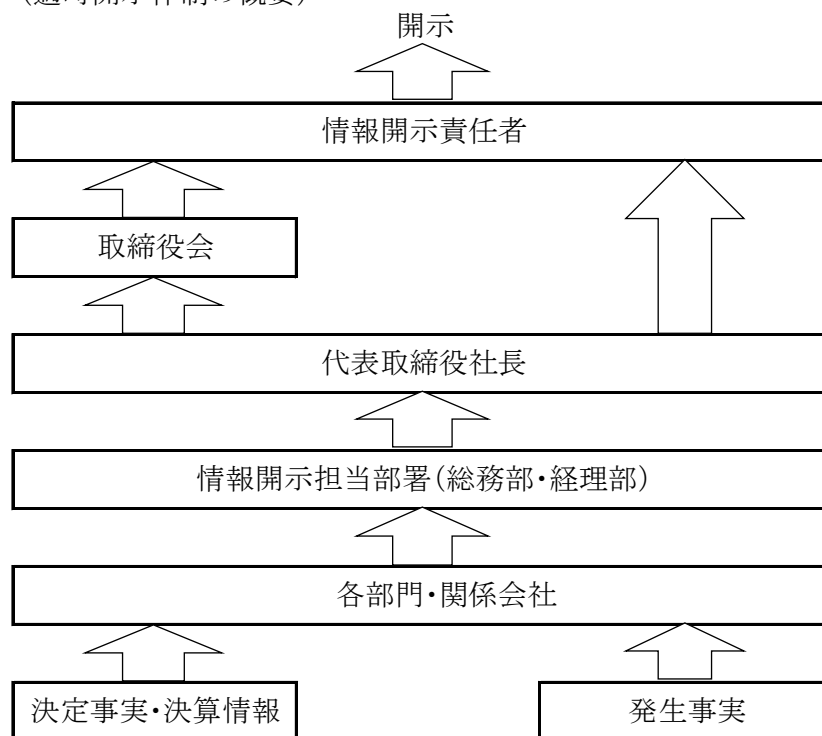 (適時開示体制の概要)
開示
情報開示責任者
取締役会
代表取締役社長
情報開示担当部署(総務部・経理部)
各部門・関係会社
決定事実・決算情報
発生事実